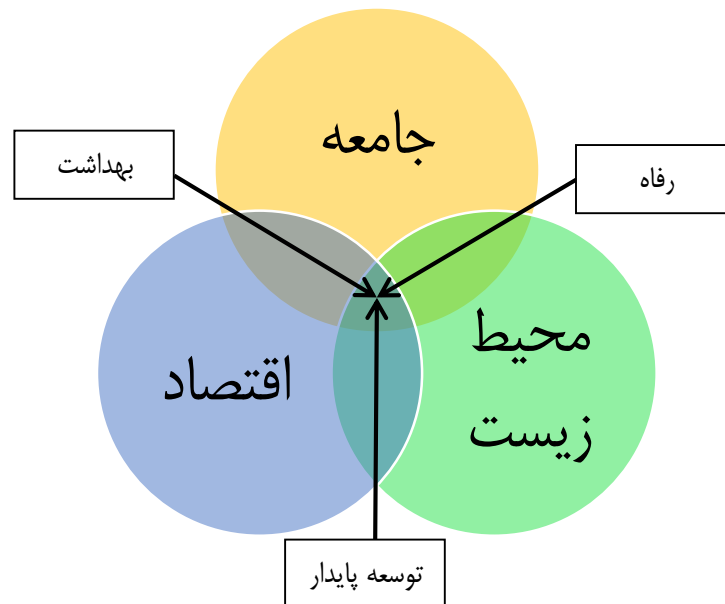 جامعه
رفاه
بهداشت
محیط
زیست
اقتصاد
توسعه پایدار